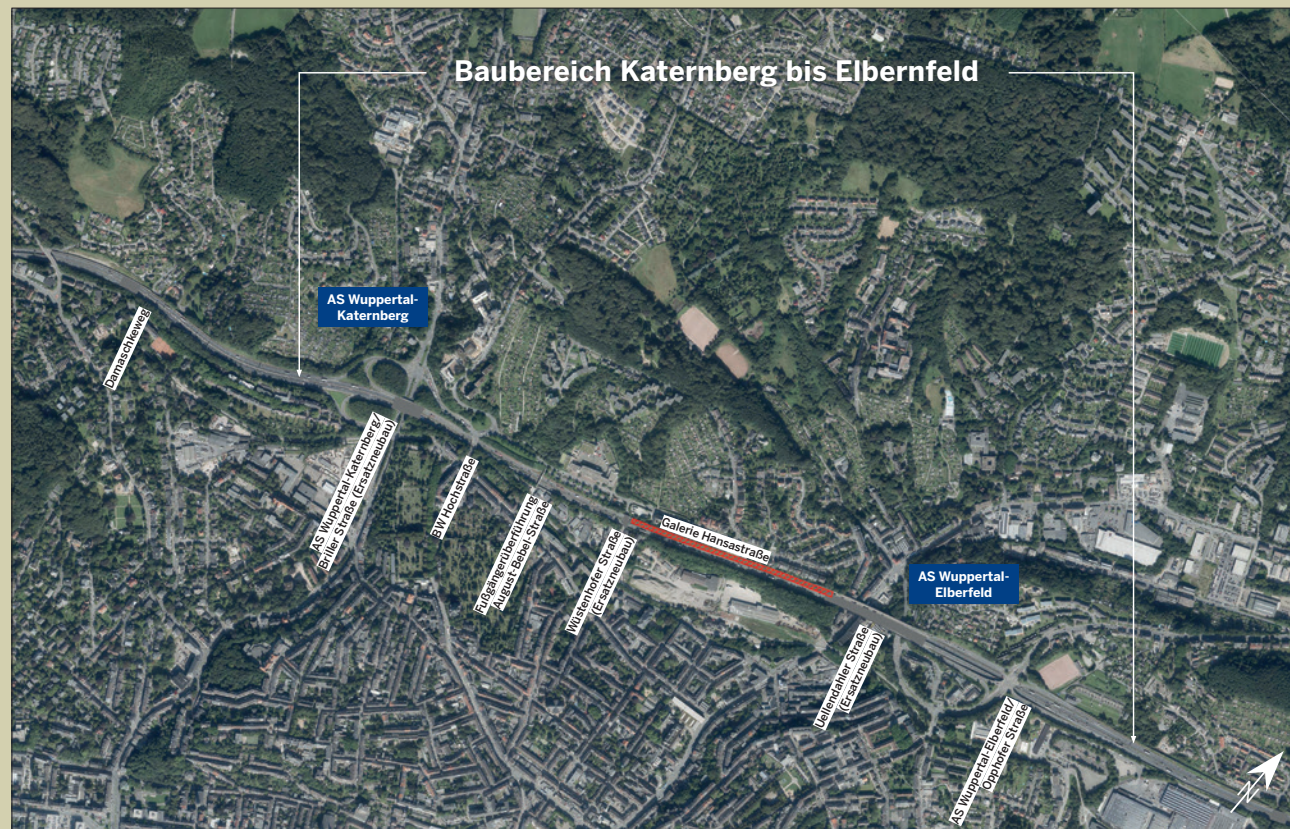 Baubereich Katernberg bis Elbernfeld
AS Wuppertal-
Katernberg
Damaschkeweg
AS Wuppertal-Katernberg/
Briller Straße (Ersatzneubau)
BW Hochstraße
Fußgängerüberführung
August-Bebel-Straße
Wüstenhofer Straße
(Ersatzneubau)
Galerie Hansastraße
AS Wuppertal-
Elberfeld
Uellendahler Straße
(Ersatzneubau)
AS Wuppertal-Elberfeld/
Opphofer Straße
N